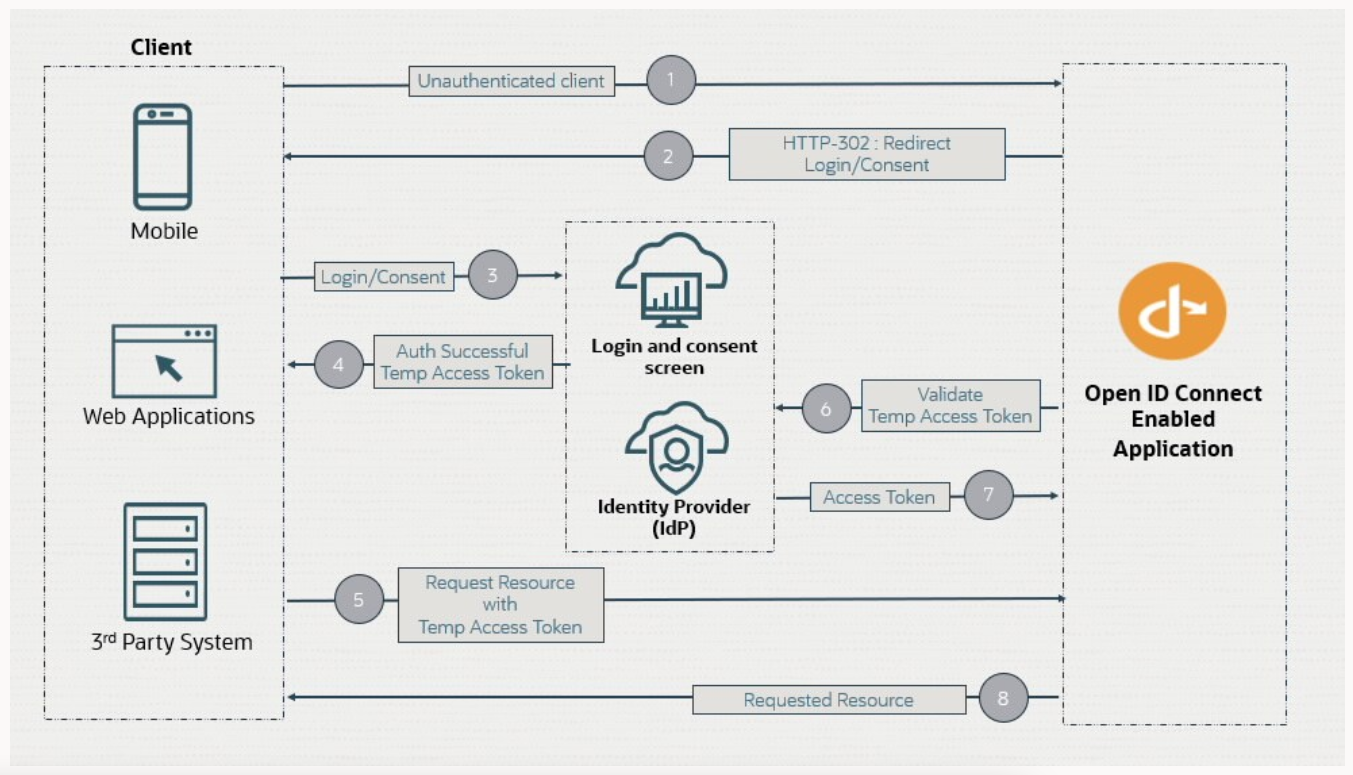 Client
Unauthenticated client
1
2
HTTP-302 : Redirect
Login/Consent
Mobile
Login/Consent
3
Login and consent
screen
4
Auth Successful
Temp Access Token
Web Applications
6
Validate
Temp Access Token
Open ID Connect
Enabled
Application
Access Token
7
Identity Provider
(IdP)
5
Request Resource
with
Temp Access Token
3rd Party System
Requested Resource
8